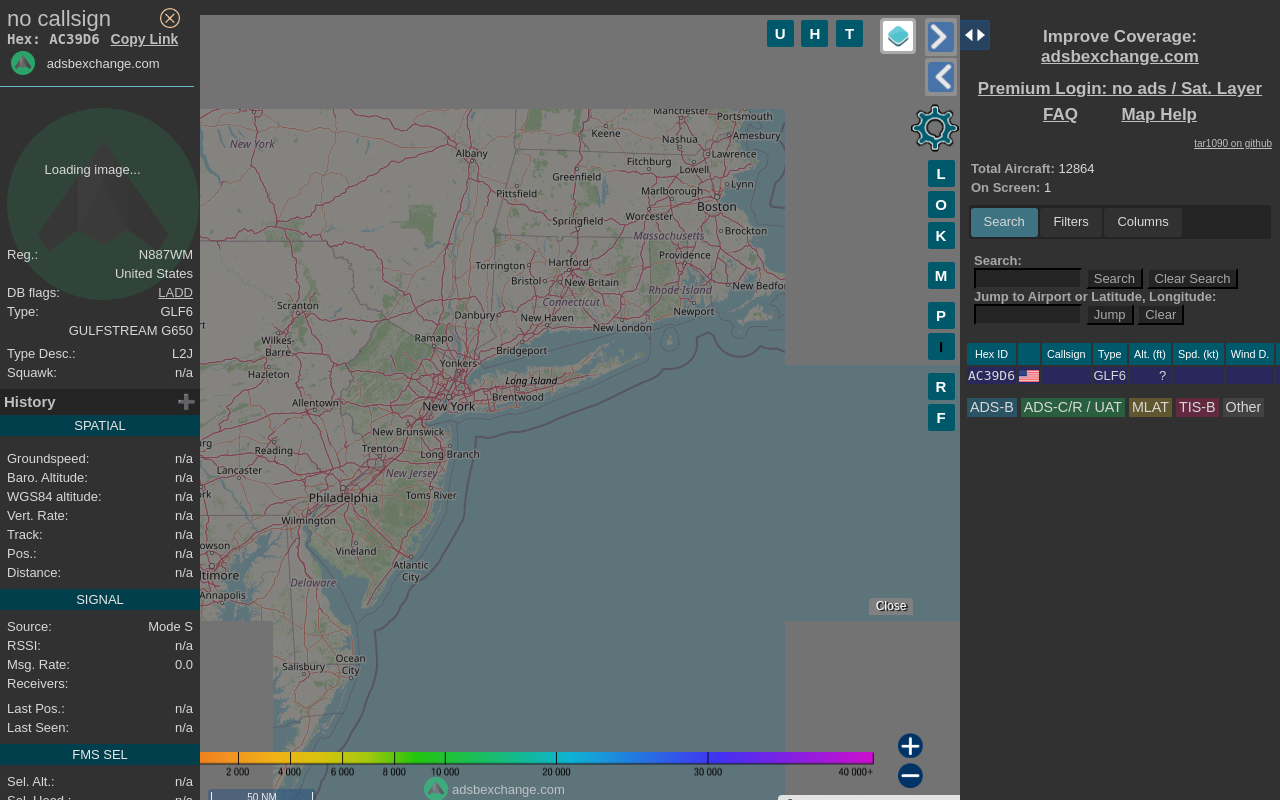 no callsign
Hex: AC39D6 Copy Link
adsbexchange.com
Loading image...
Reg.: N887WM
United States
DB flags: LADD
Type: GLF6
GULFSTREAM G650
Type Desc.: L2J
Squawk: n/a
History
SPATIAL
Groundspeed: n/a
Baro. Altitude: n/a
WGS84 altitude: n/a
Vert. Rate: n/a
Track: n/a
Pos.: n/a
Distance: n/a
SIGNAL
Source: Mode S
RSSI: n/a
Msg. Rate: 0.0
Receivers:
Last Pos.: n/a
Last Seen: n/a
FMS SEL
Sel. Alt.: n/a
Sel. Head.: n/a
U H T
L
O
K
M
P
I
R
F
Manchester
Portsmouth
Keene
Nashua
Amesbury
New York
Albany
Fitchburg
Lawrence
Lowell
Greenfield
Lynn
Pittsfield
Marlborough
Boston
Worcester
Springfield
Brockton
Massachusetts
Providence
Torrington
Hartford
Bristol
New Britain
New Bedfo
Rhode Island
Connecticut
Scranton
Danbury
New Haven
Newport
New London
Wilkes-
Barre
Ramapo
Bridgeport
Yonkers
Hazleton
Long Island
Allentown
New York
Brentwood
New Brunswick
Reading
Trenton
Long Branch
Lancaster
New Jersey
Philadelphia
Toms River
Wilmington
Vineland
Atlantic
City
ltimore
Delaware
Annapolis
Ocean
City
Salisbury
Close
2 000 4 000 6 000 8 000 10 000 20 000 30 000 40 000+
adsbexchange.com
50 NM
Improve Coverage:
adsbexchange.com
Premium Login: no ads / Sat. Layer
FAQ Map Help
tar1090 on github
Total Aircraft: 12864
On Screen: 1
Search Filters Columns
Search:
Search Clear Search
Jump to Airport or Latitude, Longitude:
Jump Clear
Hex ID Callsign Type Alt. (ft) Spd. (kt) Wind D.
AC39D6 GLF6 ?
ADS-B ADS-C/R / UAT MLAT TIS-B Other